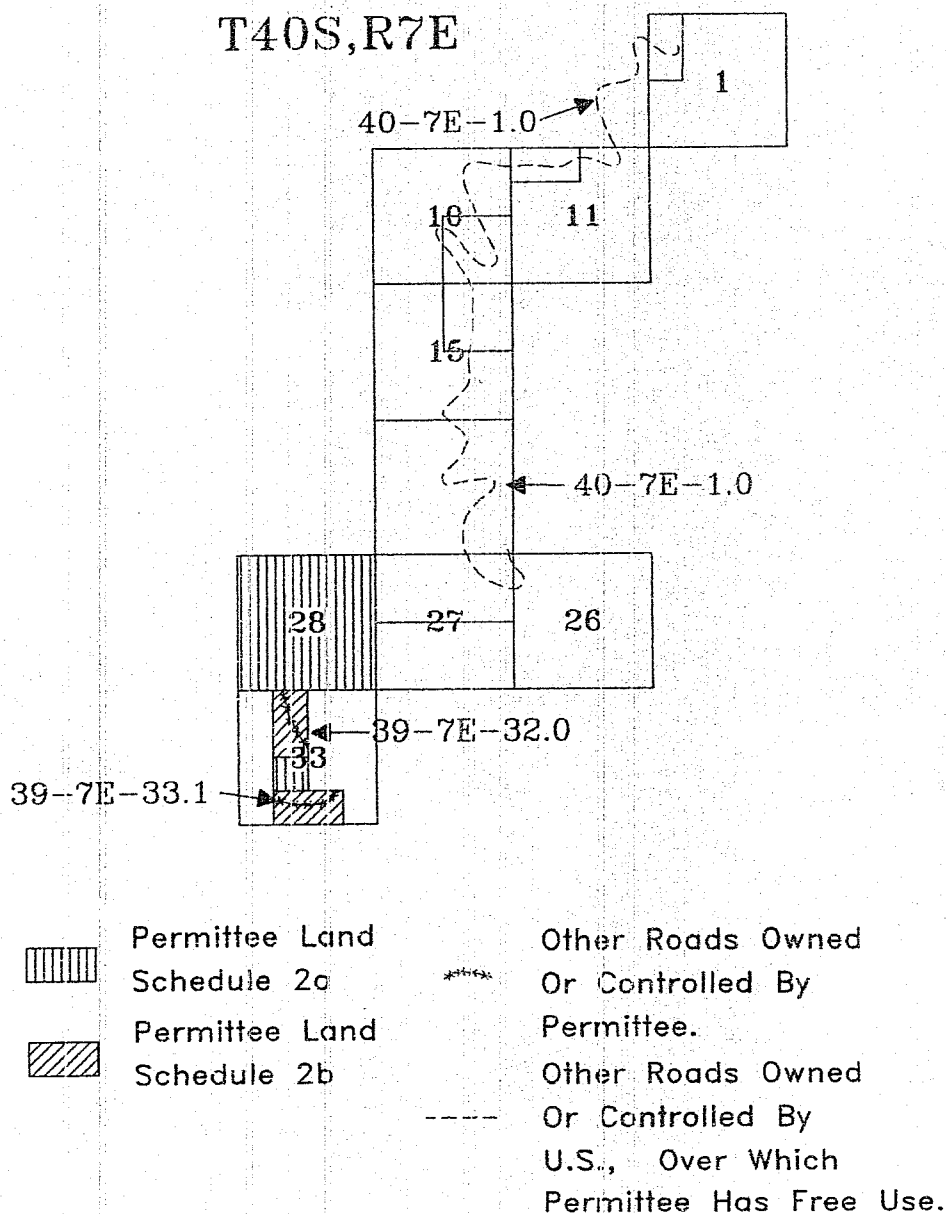 T40S,R7E
1
40-7E-1.0
10
11
15
40-7E-1.0
28
27
26
39-7E-32.0
33
39-7E-33.1
Permittee Land
Schedule 2a
Permittee Land
Schedule 2b
Other Roads Owned
Or Controlled By
Permittee.
Other Roads Owned
Or Controlled By
U.S., Over Which
Permittee Has Free Use.